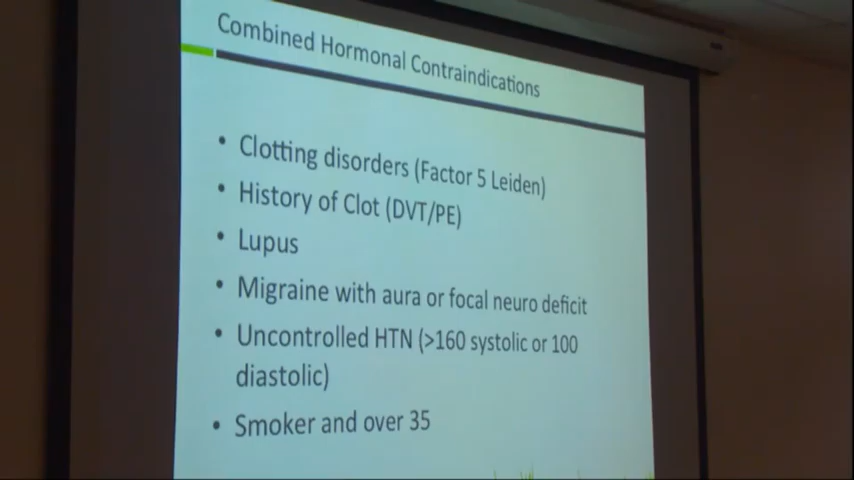 Combined Hormonal Contraindications
• Clotting disorders (Factor 5 Leiden)
• History of Clot (DVT/PE)
• Lupus
• Migraine with aura or focal neuro deficit
• Uncontrolled HTN (>160 systolic or 100
diastolic)
• Smoker and over 35